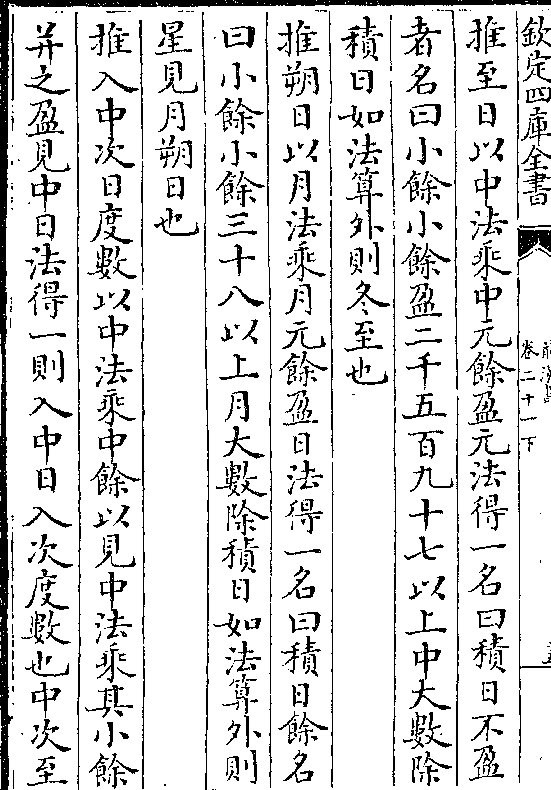 欽定四庫全書
卷二十一下
推至日以中法乘中元餘盈元法得一名曰積日不盈
者名曰小餘小餘盈二千五百九十七以上中大數除
積日如法算外則冬至也
推朔日以月法乘月元餘盈日法得一名曰積日餘名
曰小餘小餘三十八以上月大數除積日如法算外則
星見月朔日也
推入中次日度數以中法乘中餘以見中法乘其小餘
并之盈見中日法得一則入中日入次度數也中次至